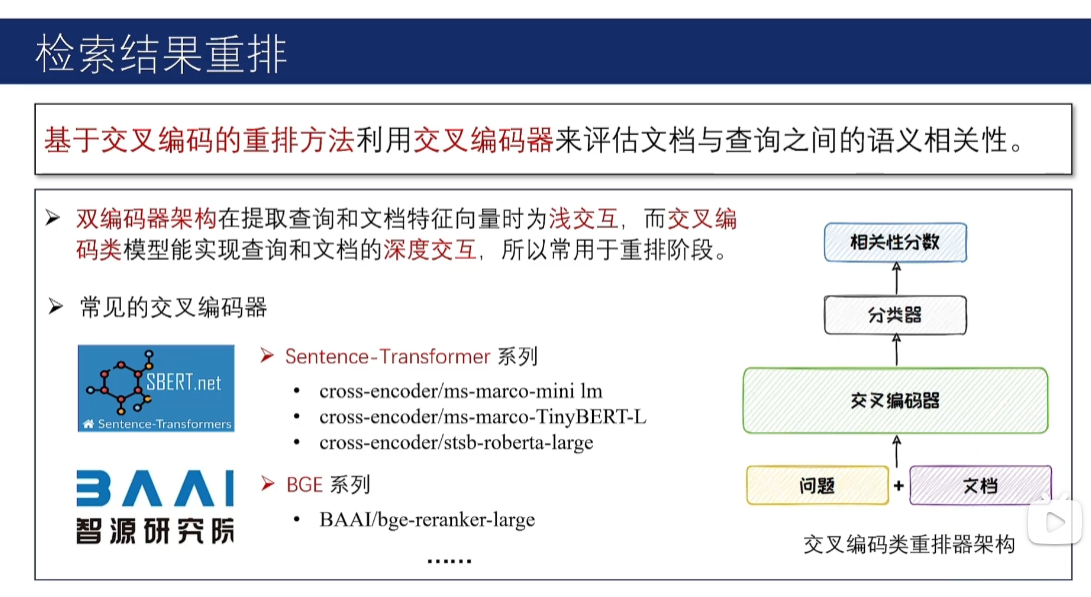 检索结果重排
基于交叉编码的重排方法利用交叉编码器来评估文档与查询之间的语义相关性。
➢ 双编码器架构在提取查询和文档特征向量时为浅交互，而交叉编
码类模型能实现查询和文档的深度交互，所以常用于重排阶段。
➢ 常见的交叉编码器
SBERT.net
Sentence-Transformers
➢ Sentence-Transformer 系列
• cross-encoder/ms-marco-mini lm
• cross-encoder/ms-marco-TinyBERT-L
• cross-encoder/stsb-roberta-large
BAAI
智源研究院
➢ BGE 系列
• BAAI/bge-reranker-large
······
相关性分数
分类器
交叉编码器
问题 + 文档
交叉编码类重排器架构